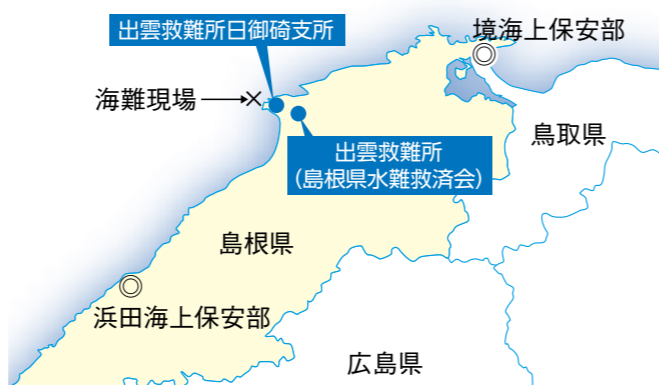 出雲救難所日御碕支所
境海上保安部
海難現場
鳥取県
出雲救難所
(島根県水難救済会)
島根県
浜田海上保安部
広島県